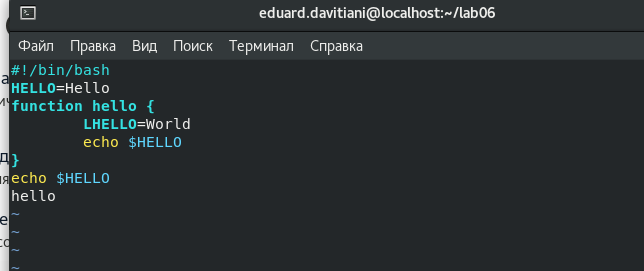 eduard.davitiani@localhost:~/lab06
Файл Правка Вид Поиск Терминал Справка
#!/bin/bash
HELLO=Hello
function hello {
        LHELLO=World
        echo $HELLO
}
echo $HELLO
hello
~
~
~
~